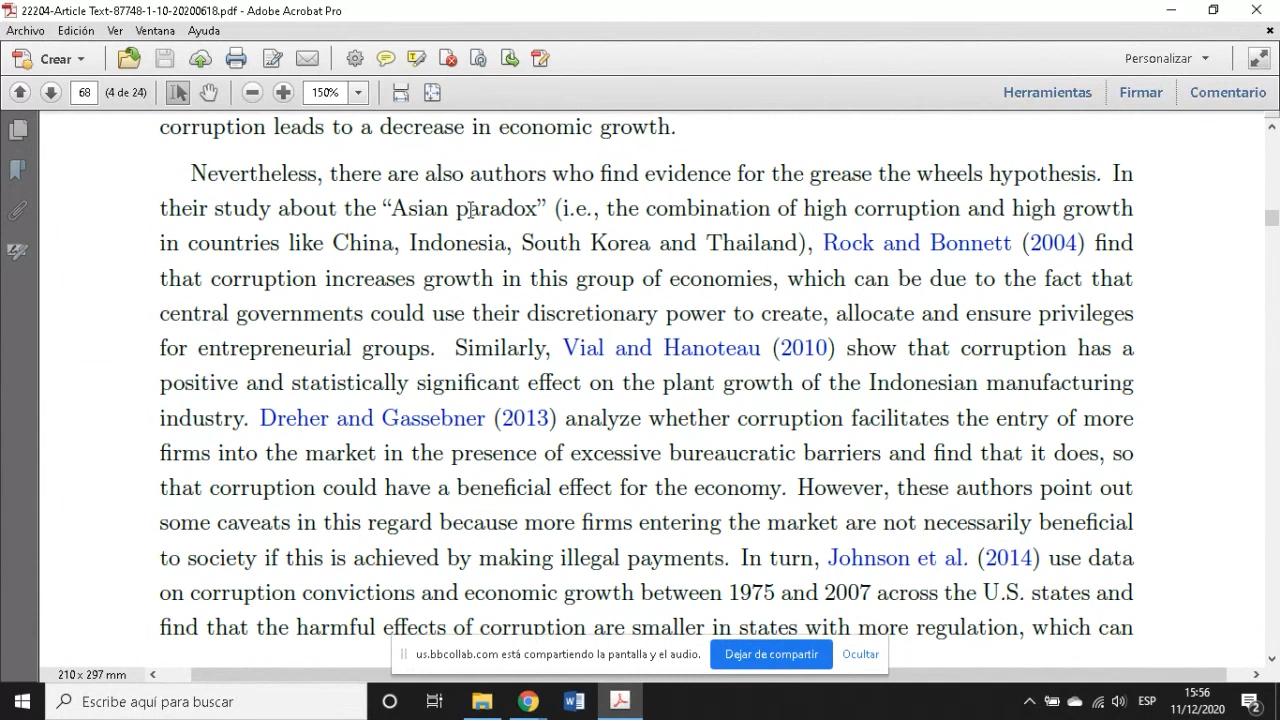 22204-Article Text-87748-1-10-20200618.pdf - Adobe Acrobat Pro
Archivo Edición Ver Ventana Ayuda
Crear Personalizar
68 (4 de 24) 150% Herramientas Firmar Comentario
corruption leads to a decrease in economic growth.
Nevertheless, there are also authors who find evidence for the grease the wheels hypothesis. In
their study about the “Asian paradox” (i.e., the combination of high corruption and high growth
in countries like China, Indonesia, South Korea and Thailand), Rock and Bonnett (2004) find
that corruption increases growth in this group of economies, which can be due to the fact that
central governments could use their discretionary power to create, allocate and ensure privileges
for entrepreneurial groups. Similarly, Vial and Hanoteau (2010) show that corruption has a
positive and statistically significant effect on the plant growth of the Indonesian manufacturing
industry. Dreher and Gassebner (2013) analyze whether corruption facilitates the entry of more
firms into the market in the presence of excessive bureaucratic barriers and find that it does, so
that corruption could have a beneficial effect for the economy. However, these authors point out
some caveats in this regard because more firms entering the market are not necessarily beneficial
to society if this is achieved by making illegal payments. In turn, Johnson et al. (2014) use data
on corruption convictions and economic growth between 1975 and 2007 across the U.S. states and
find that the harmful effects of corruption are smaller in states with more regulation, which can
us.bbcollab.com está compartiendo la pantalla y el audio. Dejar de compartir Ocultar
210 x 297 mm
Escribe aquí para buscar ESP 15:56
11/12/2020 2